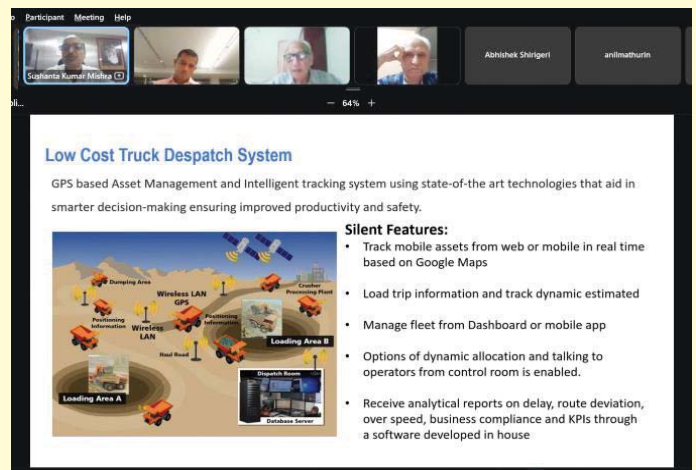 Participant Meeting Help
Sushanta Kumar Mishra
Abhishek Shirigeri
anilmathurin
64%
Low Cost Truck Despatch System
GPS based Asset Management and Intelligent tracking system using state-of-the art technologies that aid in
smarter decision-making ensuring improved productivity and safety.
Silent Features:
• Track mobile assets from web or mobile in real time
based on Google Maps
• Load trip information and track dynamic estimated
• Manage fleet from Dashboard or mobile app
• Options of dynamic allocation and talking to
operators from control room is enabled.
• Receive analytical reports on delay, route deviation,
over speed, business compliance and KPIs through
a software developed in house
Dumping Area
Wireless LAN
GPS
Crusher
Processing Plant
Positioning
Information
Wireless
LAN
Positioning
Information
Haul Road
Loading Area B
Loading Area A
Dispatch Room
Database Server